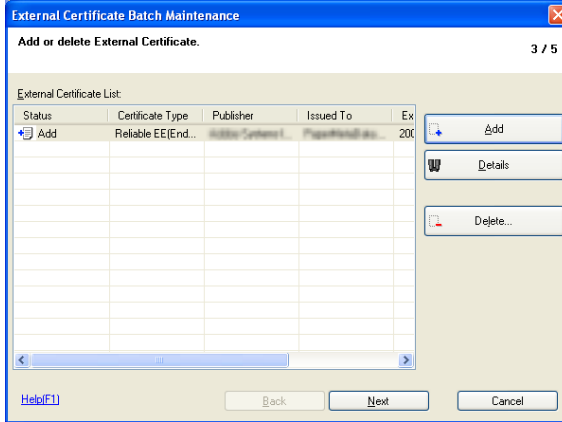 External Certificate Batch Maintenance
Add or delete External Certificate.
3 / 5
External Certificate List:
Status Certificate Type Publisher Issued To Ex
Add Reliable EE(End... 200
Add
Details
Delete...
Help(F1)
Back Next Cancel